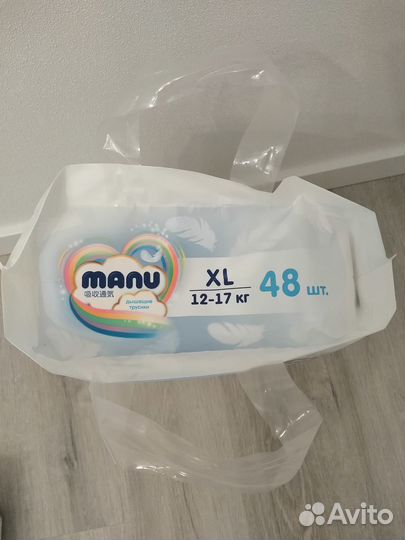 manu
吸収通気
дышащие
трусики
XL
12-17 кг
48 шт.
Avito